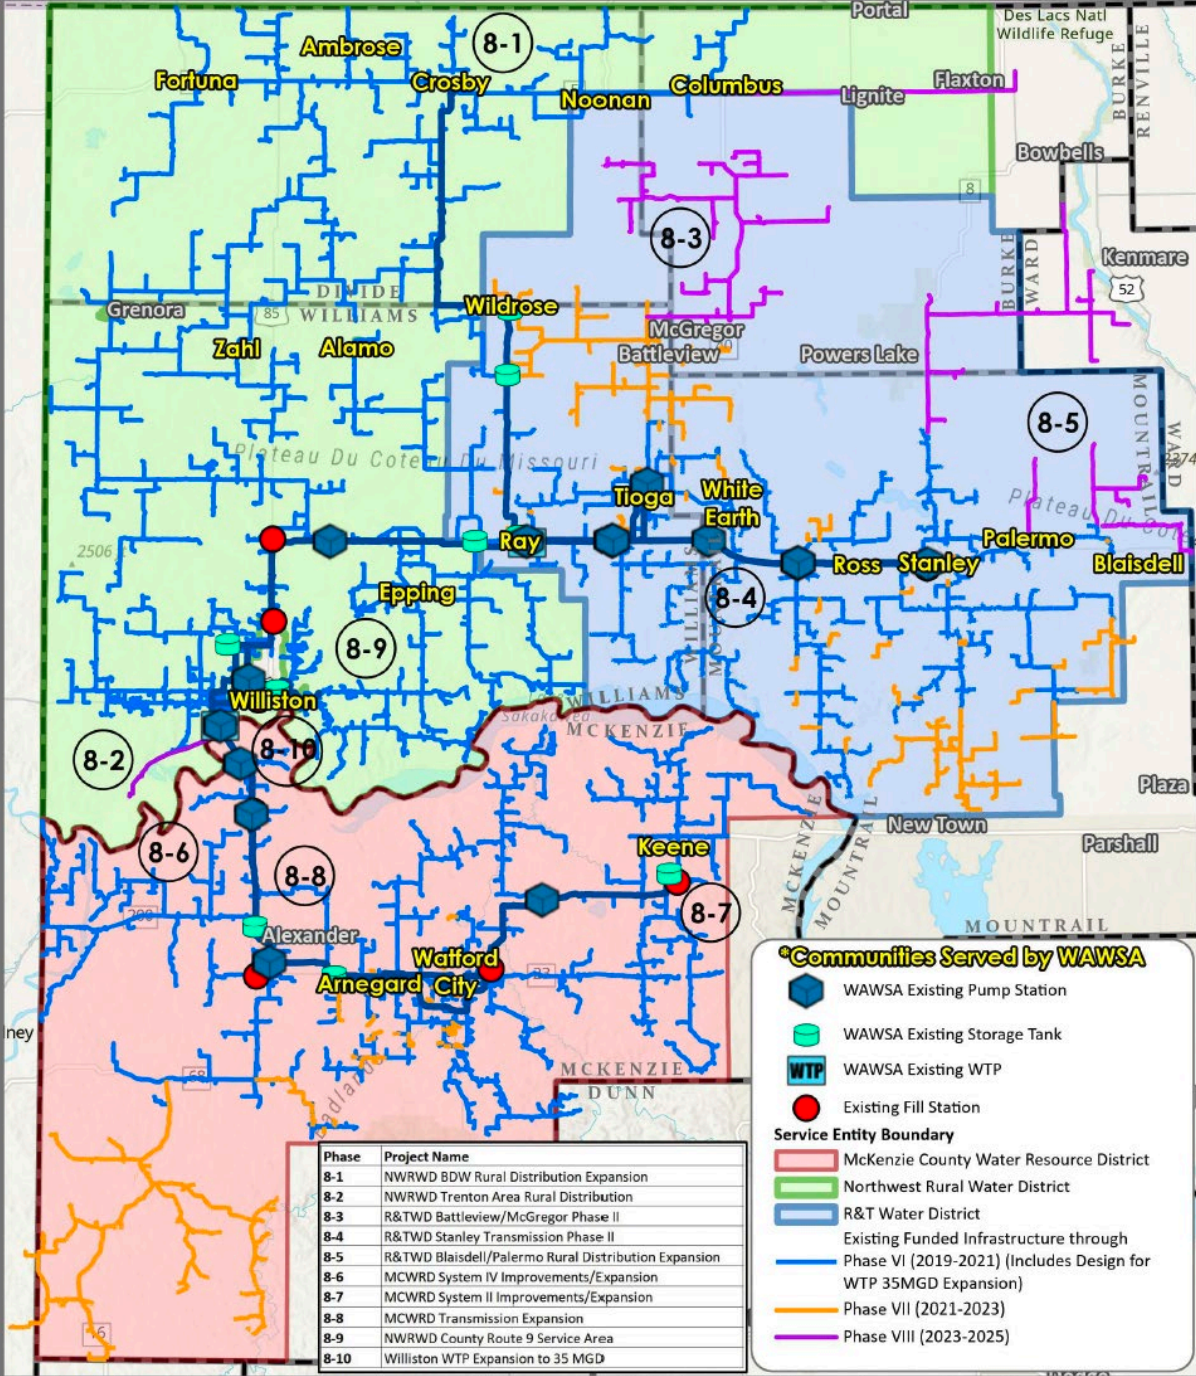 Portal
Des Lacs Natl
Wildlife Refuge
BURKE
RENVILLE
Ambrose
8-1
Fortuna
Crosby
Noonan
Columbus
Flaxton
Lignite
Bowbells
8
8-3
BURKE
WARD
Kenmare
52
DIVIDE
WILLIAMS
Grenora
85
Wildrose
McGregor
Battleview
Powers Lake
Zahl
Alamo
8-5
MOUNTRAIL
WARD
Plateau Du Coteau Du Missouri
Tioga
White
Earth
Plateau Du Cote
2506
Ray
Ross
Stanley
Palermo
Blaisdell
Epping
8-4
WILLIAMS
8-9
Williston
WILLIAMS
MCKENZIE
8-2
8-10
Plaza
New Town
Parshall
MCKENZIE
MOUNTRAIL
8-6
8-8
Keene
8-7
200
MOUNTRAIL
Alexander
Watford
City
Arnegard
23
68
MCKENZIE
DUNN
16
*Communities Served by WAWSA
WAWSA Existing Pump Station
WAWSA Existing Storage Tank
WTP
WAWSA Existing WTP
Existing Fill Station
Service Entity Boundary
McKenzie County Water Resource District
Northwest Rural Water District
R&T Water District
Existing Funded Infrastructure through
Phase VI (2019-2021) (Includes Design for
WTP 35MGD Expansion)
Phase VII (2021-2023)
Phase VIII (2023-2025)
Phase Project Name
8-1 NWRWD BDW Rural Distribution Expansion
8-2 NWRWD Trenton Area Rural Distribution
8-3 R&TWD Battleview/McGregor Phase II
8-4 R&TWD Stanley Transmission Phase II
8-5 R&TWD Blaisdell/Palermo Rural Distribution Expansion
8-6 MCWRD System IV Improvements/Expansion
8-7 MCWRD System II Improvements/Expansion
8-8 MCWRD Transmission Expansion
8-9 NWRWD County Route 9 Service Area
8-10 Williston WTP Expansion to 35 MGD